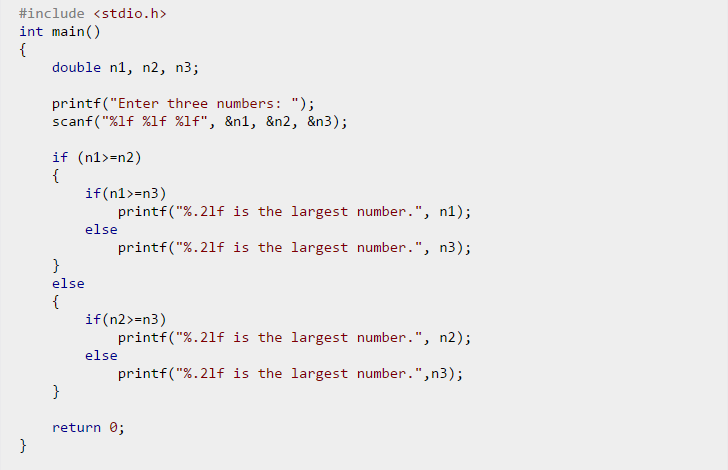 #include <stdio.h>
int main()
{
    double n1, n2, n3;

    printf("Enter three numbers: ");
    scanf("%lf %lf %lf", &n1, &n2, &n3);

    if (n1>=n2)
    {
        if(n1>=n3)
            printf("%.2lf is the largest number.", n1);
        else
            printf("%.2lf is the largest number.", n3);
    }
    else
    {
        if(n2>=n3)
            printf("%.2lf is the largest number.", n2);
        else
            printf("%.2lf is the largest number.",n3);
    }

    return 0;
}